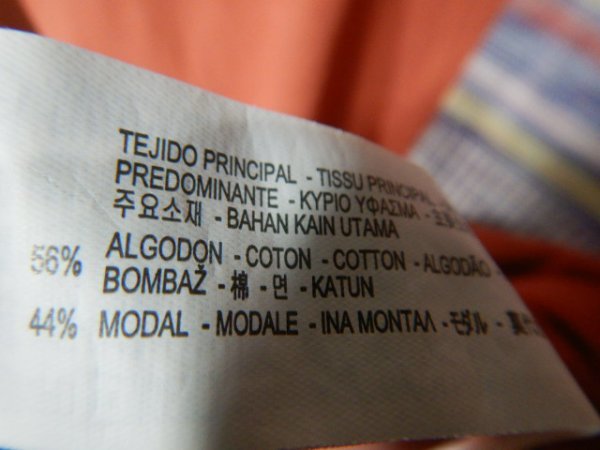 TEJIDO PRINCIPAL - TISSU PRINCIPAL -
PREDOMINANTE - ΚΥΡΙΟ ΥΦΑΣΜΑ -
주요소재 - BAHAN KAIN UTAMA
56% ALGODON - COTON - COTTON - ALGODÃO
BOMBAŽ - 棉 - 면 - KATUN
44% MODAL - MODALE - ΙΝΑ ΜΟΝΤΑΛ - モダル -